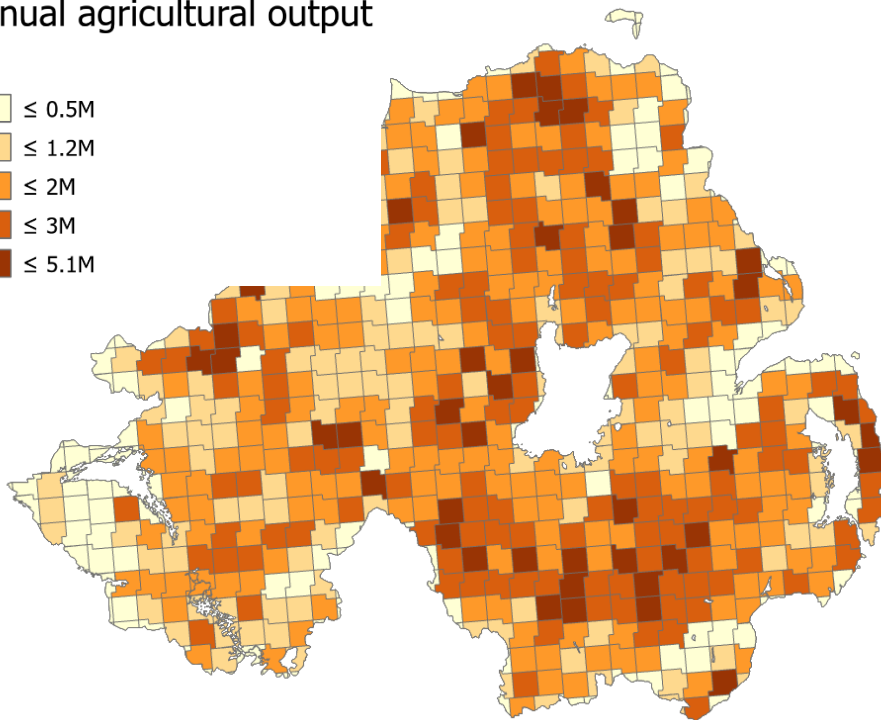 nual agricultural output
≤ 0.5M
≤ 1.2M
≤ 2M
≤ 3M
≤ 5.1M